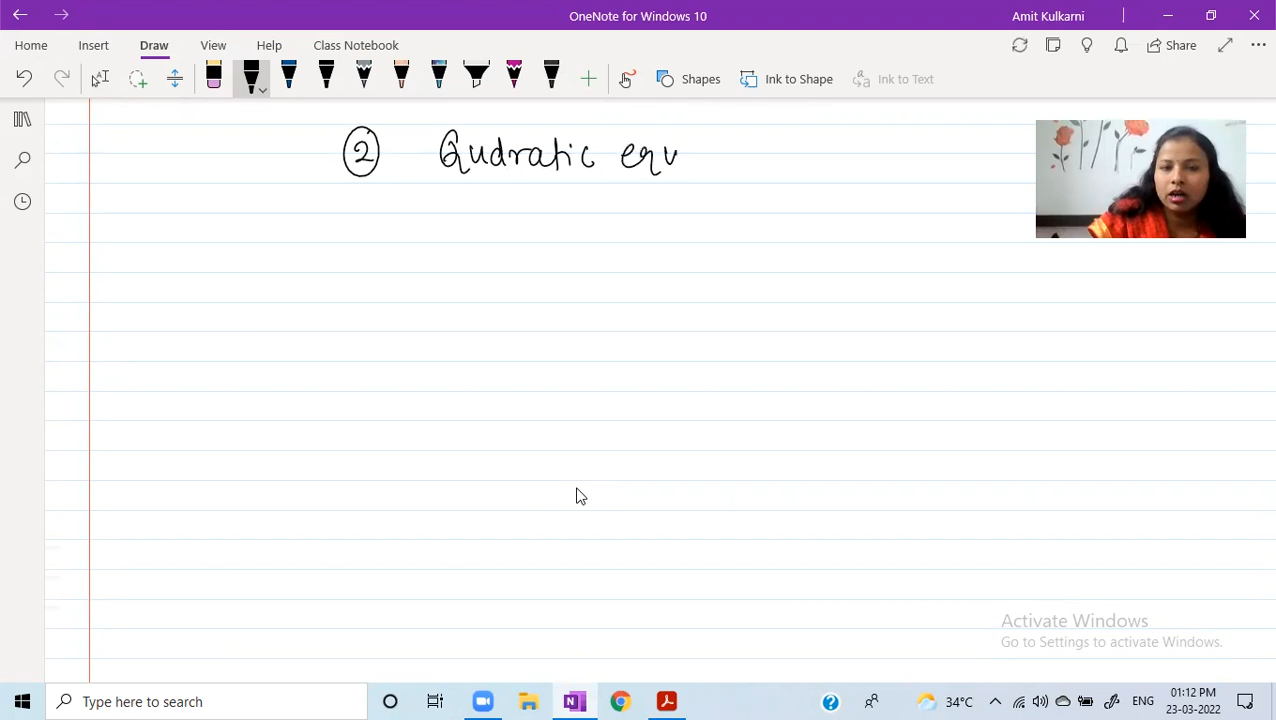 OneNote for Windows 10
Amit Kulkarni
Home Insert Draw View Help Class Notebook
Share
Shapes Ink to Shape Ink to Text
② Qudratic equ
Activate Windows
Go to Settings to activate Windows.
Type here to search
34°C ENG 01:12 PM
23-03-2022